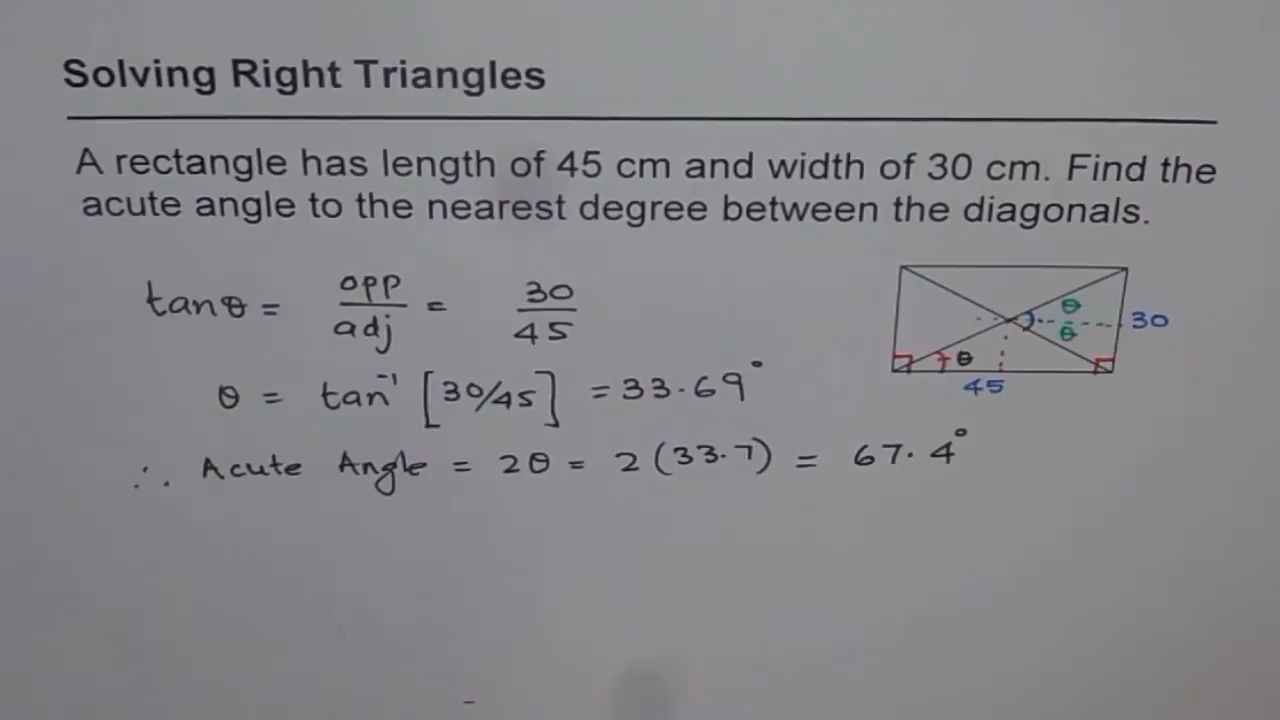 Solving Right Triangles
A rectangle has length of 45 cm and width of 30 cm. Find the
acute angle to the nearest degree between the diagonals.
tanθ = opp/adj = 30/45
θ = tan⁻¹ [30/45] = 33.69°
∴ Acute Angle = 2θ = 2(33.7) = 67.4°
θ
θ
30
θ
45